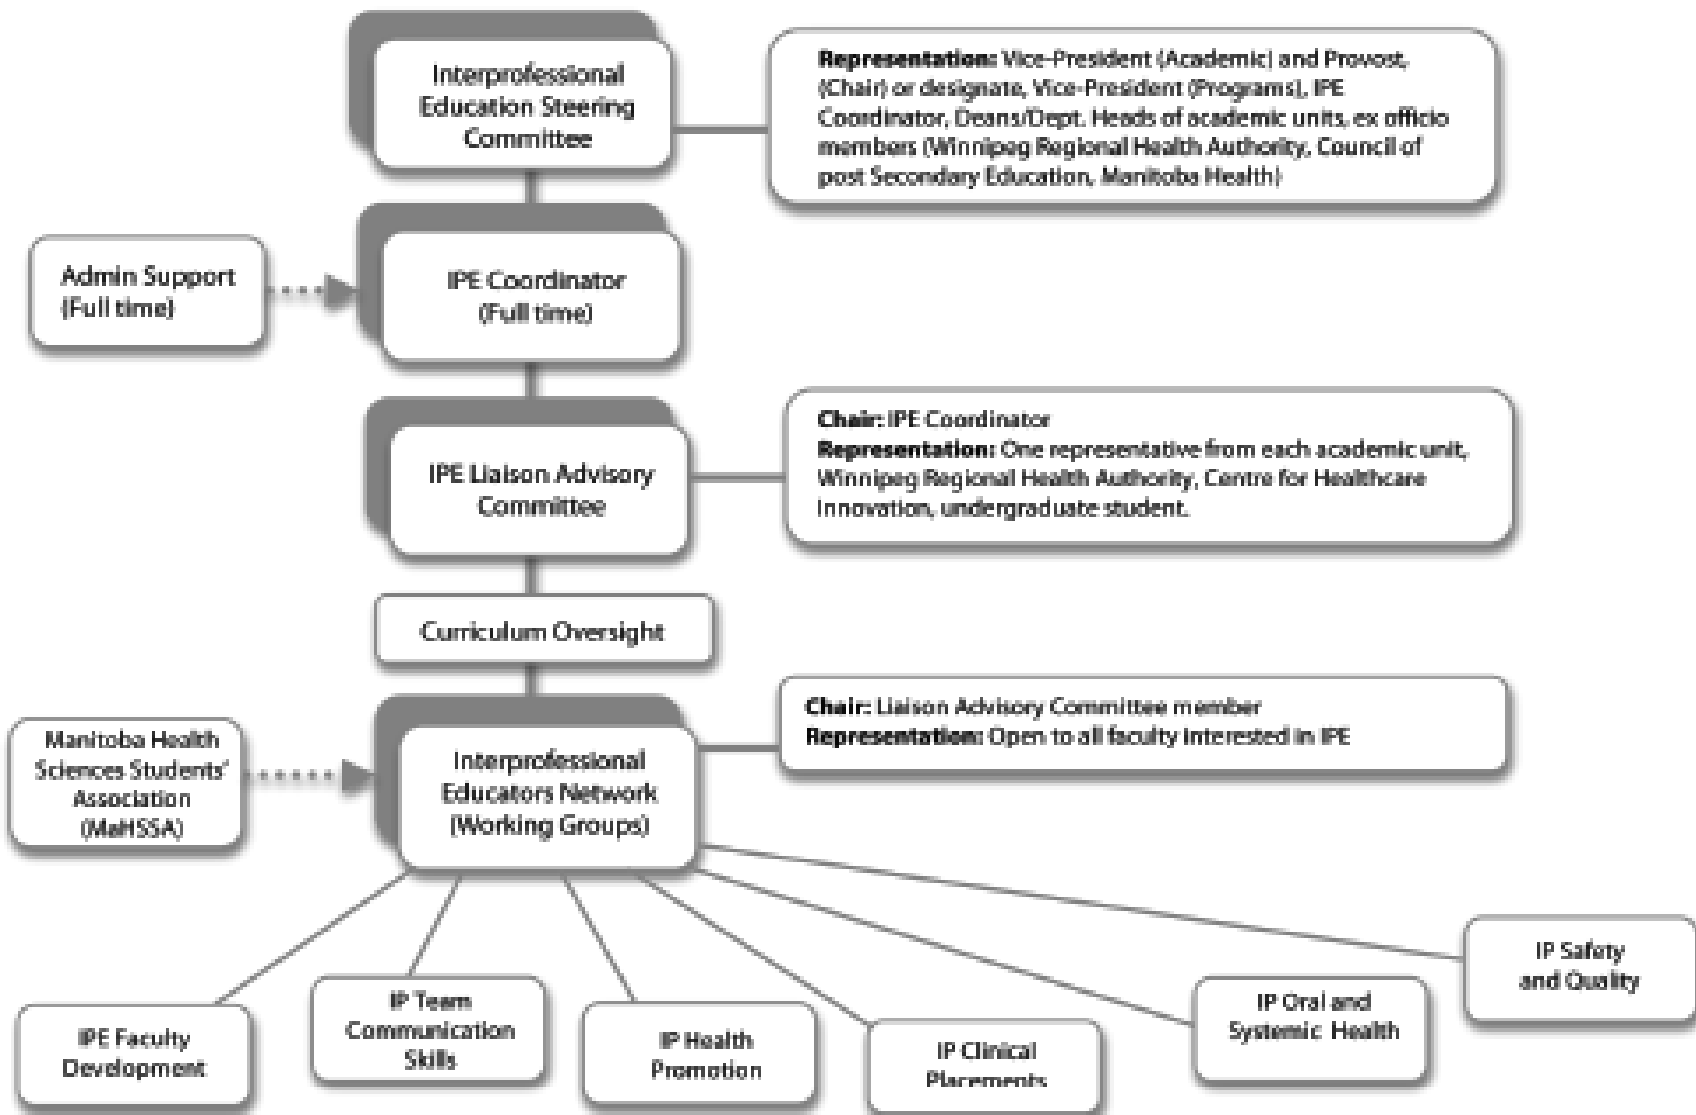 Interprofessional
Education Steering
Committee
Representation: Vice-President (Academic) and Provost,
(Chair) or designate, Vice-President (Programs), IPE
Coordinator, Deans/Dept. Heads of academic units, ex officio
members (Winnipeg Regional Health Authority, Council of
post Secondary Education, Manitoba Health)
Admin Support
(Full time)
IPE Coordinator
(Full time)
IPE Liaison Advisory
Committee
Chair: IPE Coordinator
Representation: One representative from each academic unit,
Winnipeg Regional Health Authority, Centre for Healthcare
Innovation, undergraduate student.
Curriculum Oversight
Manitoba Health
Sciences Students'
Association
(MaHSSA)
Interprofessional
Educators Network
(Working Groups)
Chair: Liaison Advisory Committee member
Representation: Open to all faculty interested in IPE
IPE Faculty
Development
IP Team
Communication
Skills
IP Health
Promotion
IP Clinical
Placements
IP Oral and
Systemic Health
IP Safety
and Quality